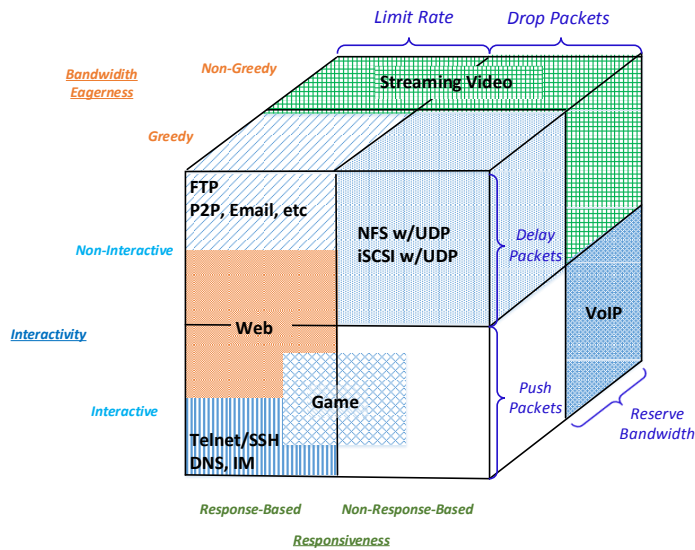 Limit Rate
Drop Packets
Non-Greedy
Bandwidth
Eagerness
Streaming Video
Greedy
FTP
P2P, Email, etc
NFS w/UDP
iSCSI w/UDP
Non-Interactive
Delay
Packets
VoIP
Interactivity
Web
Interactive
Game
Push
Packets
Reserve
Bandwidth
Telnet/SSH
DNS, IM
Response-Based
Non-Response-Based
Responsiveness